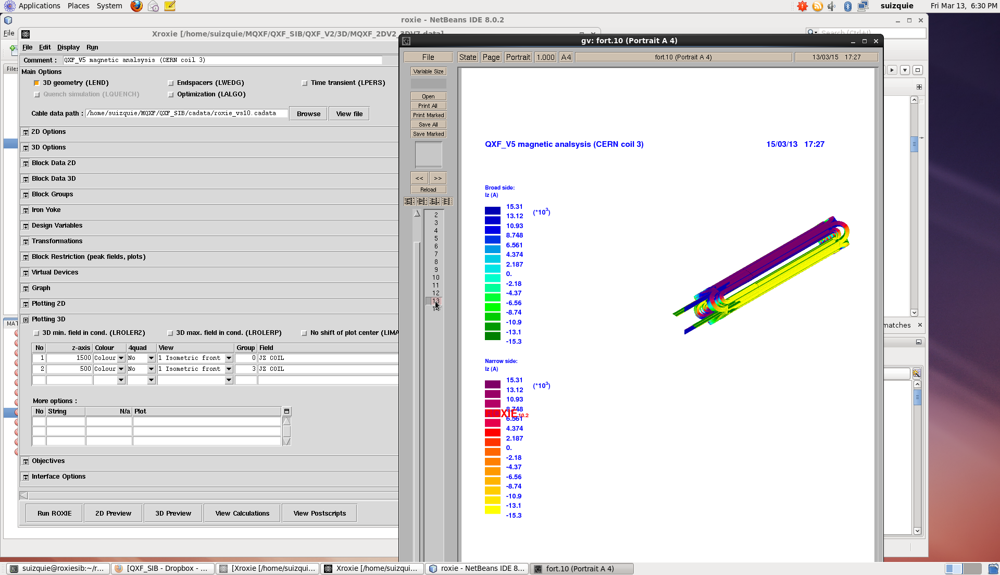 Applications Places System
suizquie Fri Mar 13, 6:30 PM
roxie - NetBeans IDE 8.0.2
File
Search (Ctrl+I)
Files
MAT
matches
Xroxie [/home/suizquie/MQXF/QXF_SIB/QXF_V2/3D/MQXF_2DV2_3DV7.data]
File Edit Display Run
Comment : QXF_V5 magnetic analsysis (CERN coil 3)
Main Options
3D geometry (LEND) Endspacers (LWEDG) Time transient (LPERS)
Quench simulation (LQUENCH) Optimization (LALGO)
Cable data path : /home/suizquie/MQXF/QXF_SIB/cadata/roxie_vs10.cadata Browse View file
2D Options
3D Options
Block Data 2D
Block Data 3D
Block Groups
Iron Yoke
Design Variables
Transformations
Block Restriction (peak fields, plots)
Virtual Devices
Graph
Plotting 2D
Plotting 3D
3D min. field in cond. (LROLER2) 3D max. field in cond. (LROLERP) No shift of plot center (LIMA
No z-axis Colour 4quad View Group Field
1 1500 Colour No 1 Isometric front 0 JZ COIL
2 500 Colour No 1 Isometric front 3 JZ COIL
More options :
No String N/a Plot
Objectives
Interface Options
Run ROXIE 2D Preview 3D Preview View Calculations View Postscripts
gv: fort.10 (Portrait A 4)
File State Page Portrait 1.000 A4 fort.10 (Portrait A 4) 13/03/15 17:27
Variable Size
Open
Print All
Print Marked
Save All
Save Marked
<< >>
Reload
2
3
4
5
6
7
8
9
10
11
12
13
QXF_V5 magnetic analsysis (CERN coil 3) 15/03/13 17:27
Broad side:
Iz (A)
15.31
(*10³)
13.12
10.93
8.748
6.561
4.374
2.187
0.
-2.18
-4.37
-6.56
-8.74
-10.9
-13.1
-15.3
Narrow side:
Iz (A)
15.31
(*10³)
13.12
10.93
8.748
XIE10.2
6.561
4.374
2.187
0.
-2.18
-4.37
-6.56
-8.74
-10.9
-13.1
-15.3
suizquie@roxiesib:~/r... [QXF_SIB - Dropbox - ... [Xroxie [/home/suizqui... Xroxie [/home/suizqui... roxie - NetBeans IDE 8... fort.10 (Portrait A 4)